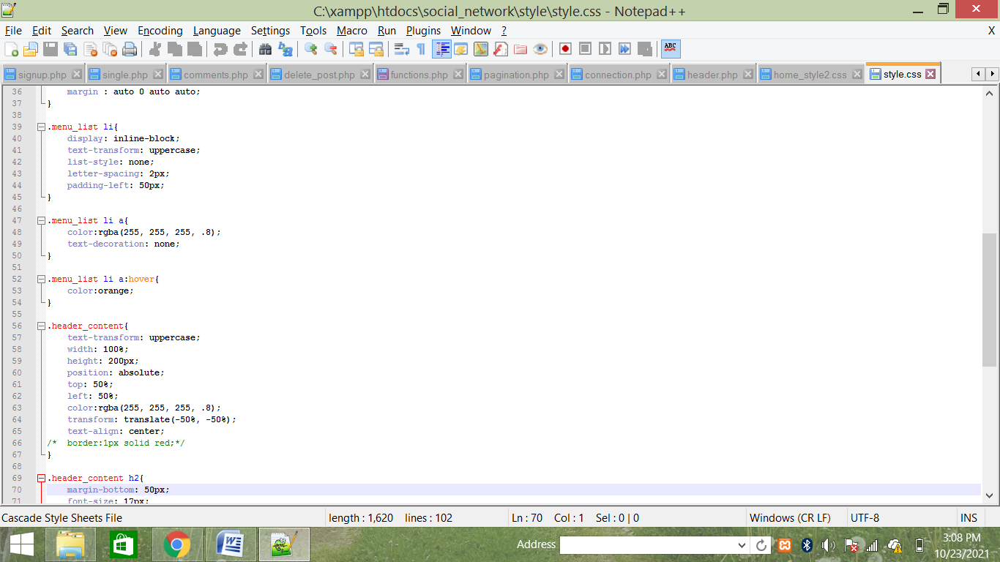 C:\xampp\htdocs\social_network\style\style.css - Notepad++
File Edit Search View Encoding Language Settings Tools Macro Run Plugins Window ? X
ABC
signup.php single.php comments.php delete_post.php functions.php pagination.php connection.php header.php home_style2.css style.css
36 margin : auto 0 auto auto;
37 }
38
39 .menu_list li{
40 display: inline-block;
41 text-transform: uppercase;
42 list-style: none;
43 letter-spacing: 2px;
44 padding-left: 50px;
45 }
46
47 .menu_list li a{
48 color:rgba(255, 255, 255, .8);
49 text-decoration: none;
50 }
51
52 .menu_list li a:hover{
53 color:orange;
54 }
55
56 .header_content{
57 text-transform: uppercase;
58 width: 100%;
59 height: 200px;
60 position: absolute;
61 top: 50%;
62 left: 50%;
63 color:rgba(255, 255, 255, .8);
64 transform: translate(-50%, -50%);
65 text-align: center;
66 /* border:1px solid red;*/
67 }
68
69 .header_content h2{
70 margin-bottom: 50px;
71 font-size: 17px;
Cascade Style Sheets File length : 1,620 lines : 102 Ln : 70 Col : 1 Sel : 0 | 0 Windows (CR LF) UTF-8 INS
Address
3:08 PM
10/23/2021